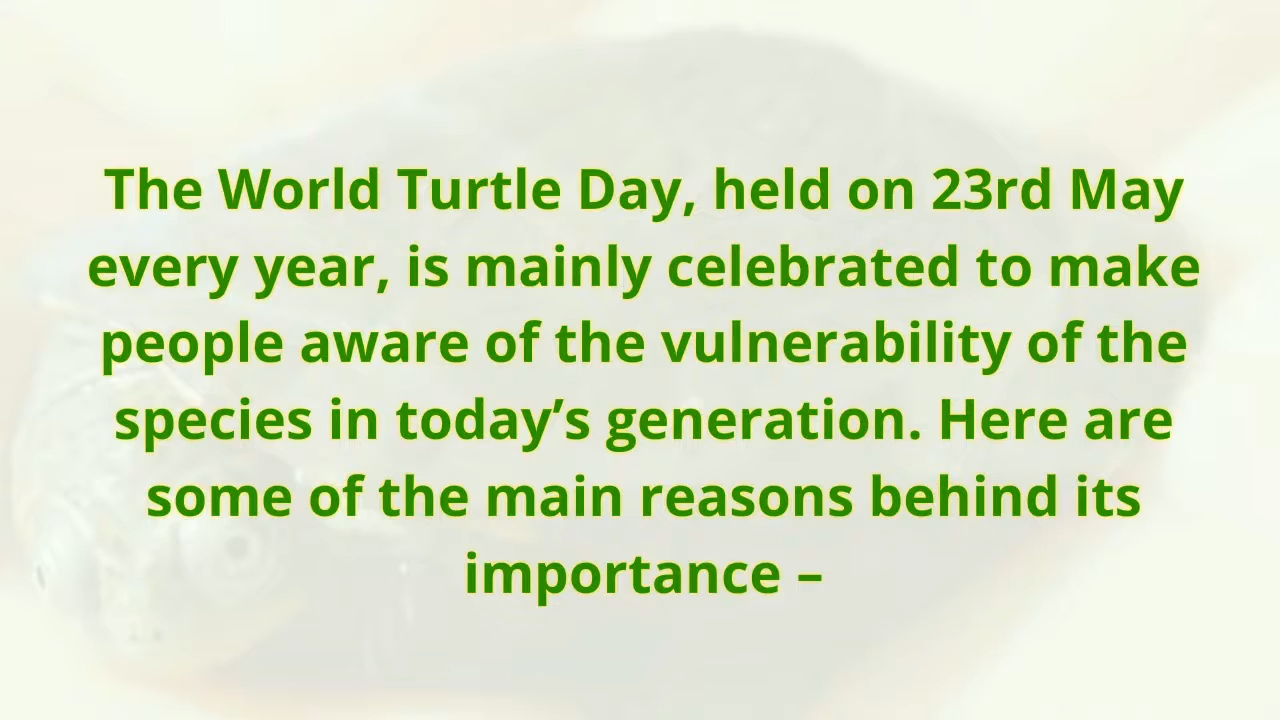 The World Turtle Day, held on 23rd May
every year, is mainly celebrated to make
people aware of the vulnerability of the
species in today’s generation. Here are
some of the main reasons behind its
importance –